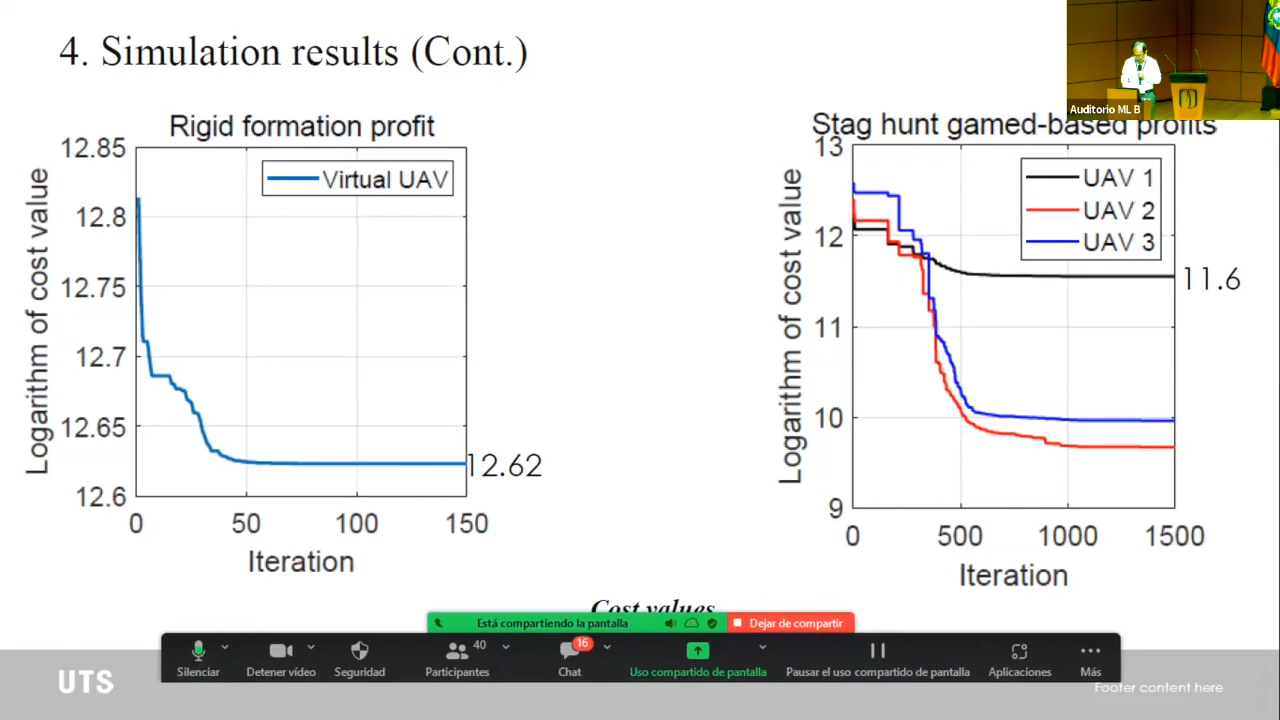 4. Simulation results (Cont.)
Auditorio ML B
Rigid formation profit
Virtual UAV
Logarithm of cost value
12.85
12.8
12.75
12.7
12.65
12.6
12.62
0 50 100 150
Iteration
Stag hunt gamed-based profits
UAV 1
UAV 2
UAV 3
Logarithm of cost value
13
12
11
10
9
11.6
0 500 1000 1500
Iteration
Cost values
Está compartiendo la pantalla
Dejar de compartir
40
16
Silenciar
Detener vídeo
Seguridad
Participantes
Chat
Uso compartido de pantalla
Pausar el uso compartido de pantalla
Aplicaciones
Más
UTS
Footer content here